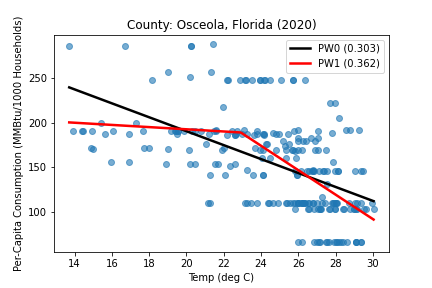 County: Osceola, Florida (2020)
PW0 (0.303)
PW1 (0.362)
Per-Capita Consumption (MMBtu/1000 Households)
250
200
150
100
14 16 18 20 22 24 26 28 30
Temp (deg C)